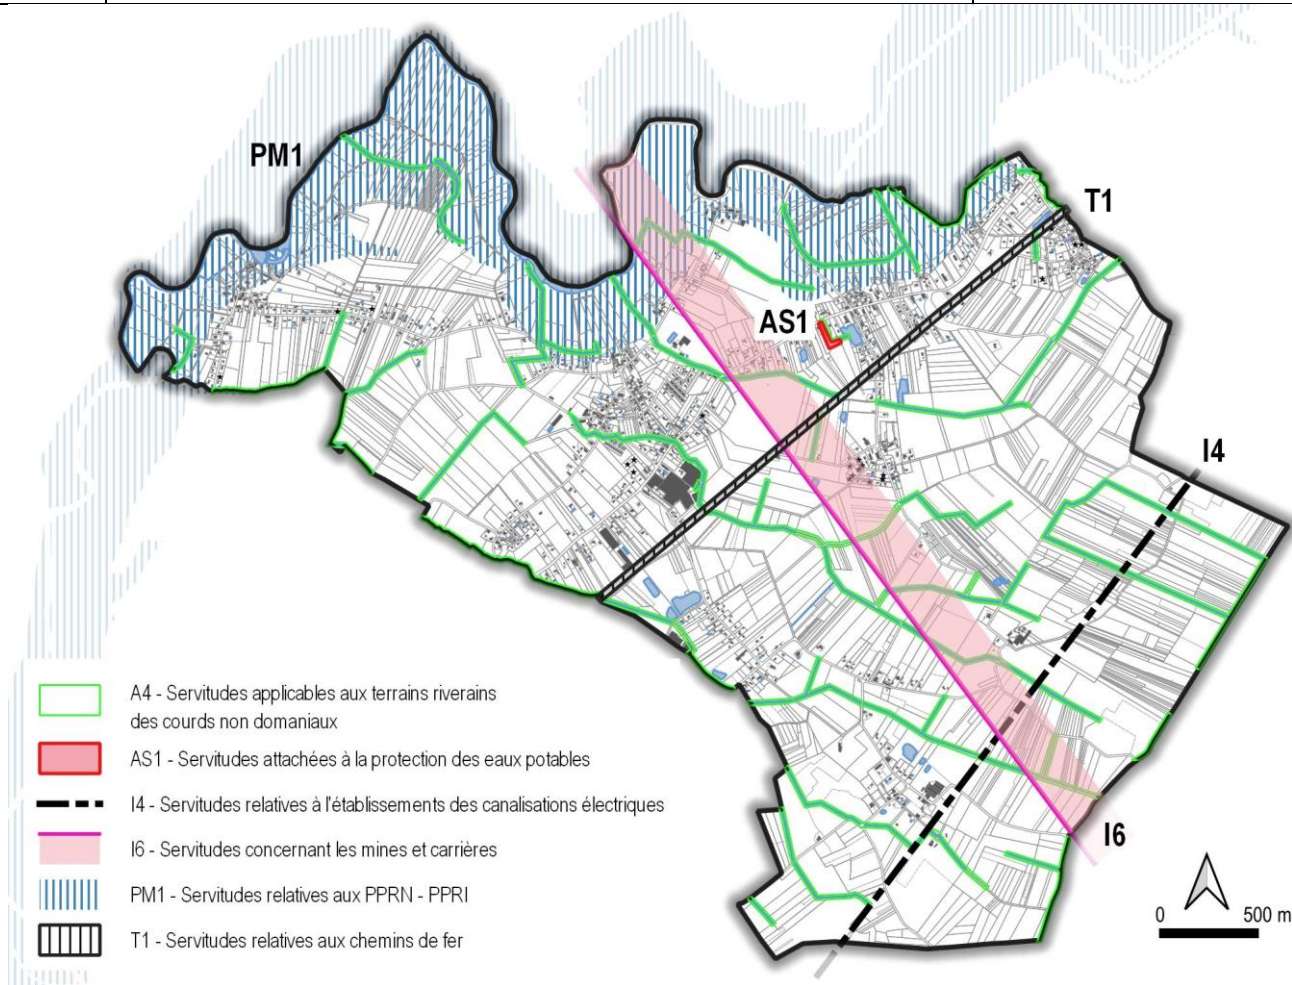 PM1
T1
AS1
I4
I6
A4 - Servitudes applicables aux terrains riverains
des courds non domaniaux
AS1 - Servitudes attachées à la protection des eaux potables
I4 - Servitudes relatives à l'établissements des canalisations électriques
I6 - Servitudes concernant les mines et carrières
PM1 - Servitudes relatives aux PPRN - PPRI
T1 - Servitudes relatives aux chemins de fer
0 500 m